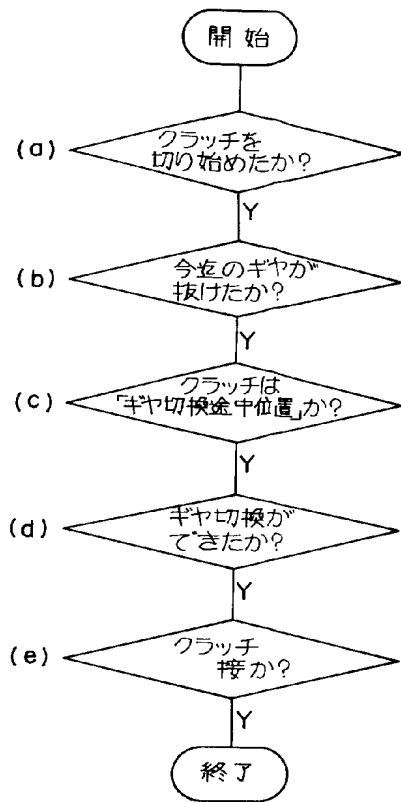 開始
(a)
クラッチを
切り始めたか?
Y
(b)
今迄のギヤが
抜けたか?
Y
(c)
クラッチは
「ギヤ切換途中位置」か?
Y
(d)
ギヤ切換が
できたか?
Y
(e)
クラッチ
接か?
Y
終了